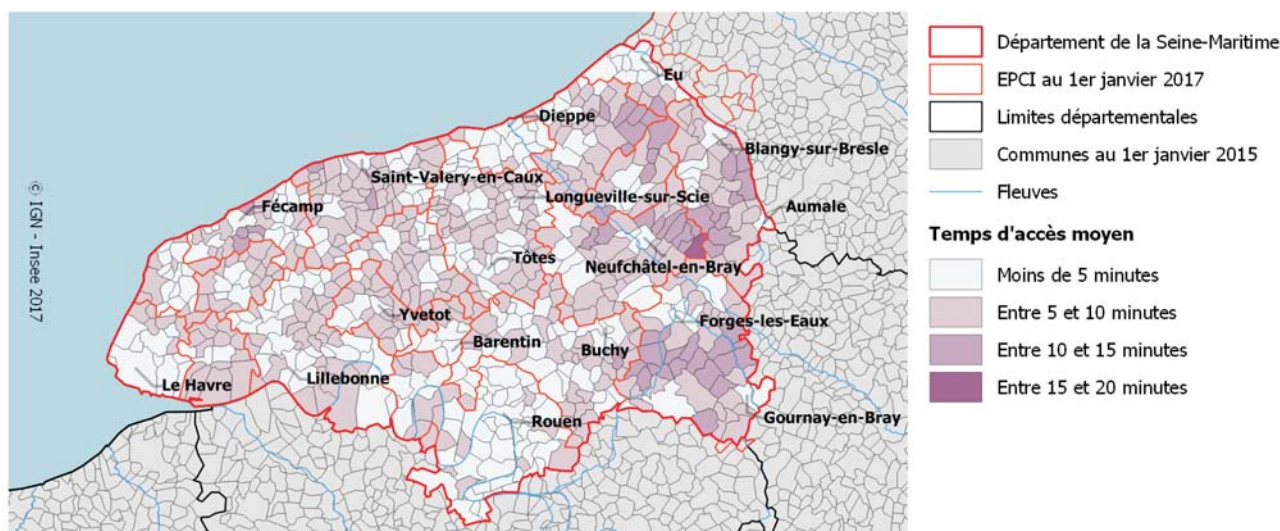 Eu
Dieppe
Blangy-sur-Bresle
Saint-Valery-en-Caux
Longueville-sur-Scie
Aumale
Fécamp
Tôtes
Neufchâtel-en-Bray
Yvetot
Forges-les-Eaux
Barentin
Buchy
Le Havre
Lillebonne
Rouen
Gournay-en-Bray
© IGN - Insee 2017
Département de la Seine-Maritime
EPCI au 1er janvier 2017
Limites départementales
Communes au 1er janvier 2015
Fleuves
Temps d'accès moyen
Moins de 5 minutes
Entre 5 et 10 minutes
Entre 10 et 15 minutes
Entre 15 et 20 minutes